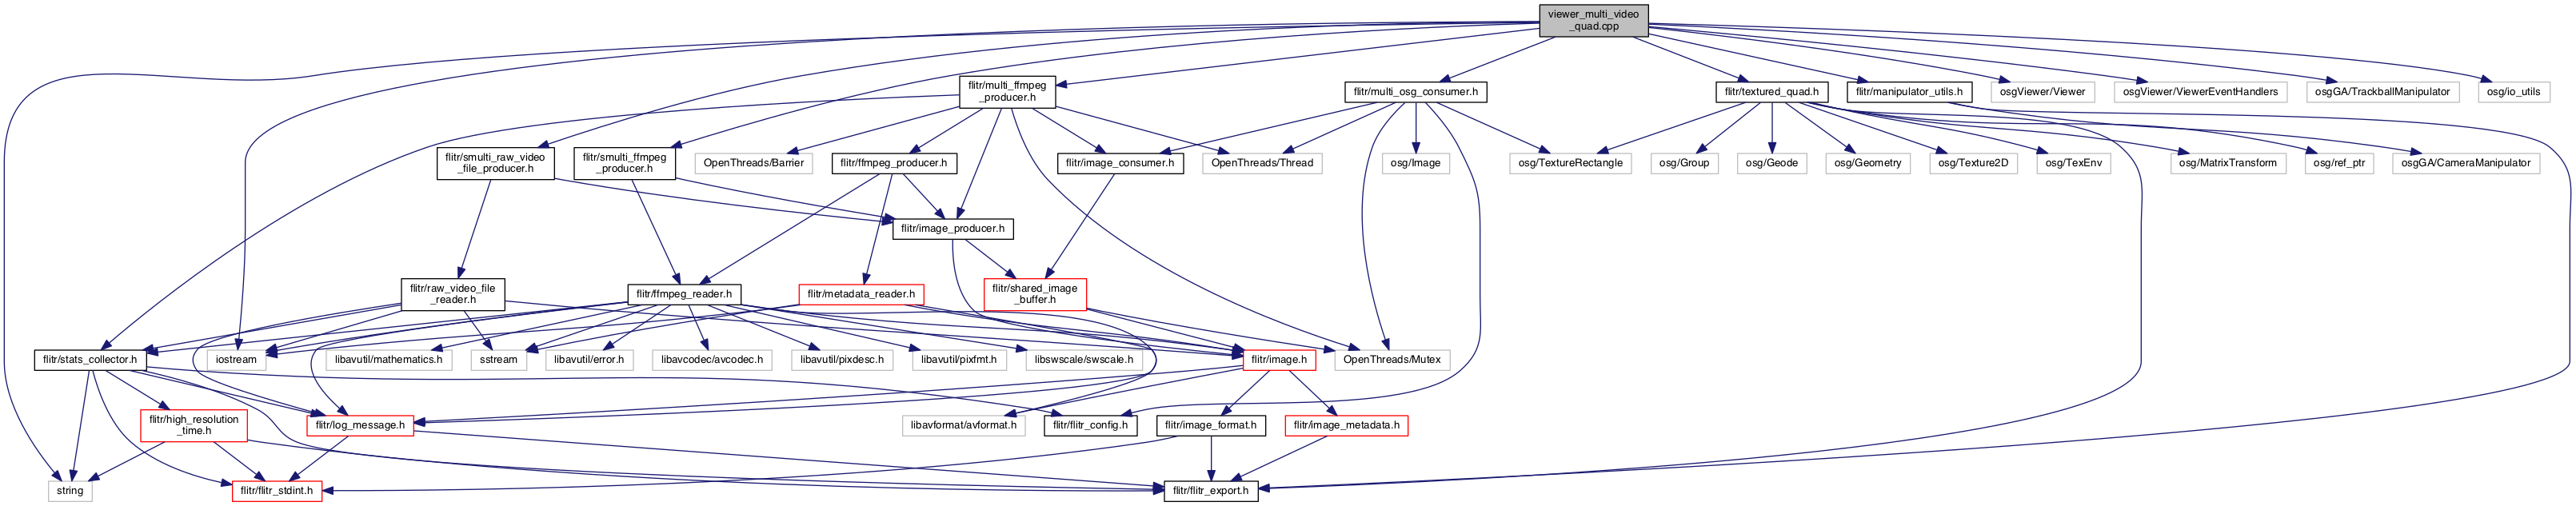 viewer_multi_video
_quad.cpp
flitr/multi_ffmpeg
_producer.h
flitr/multi_osg_consumer.h
flitr/textured_quad.h
flitr/manipulator_utils.h
osgViewer/Viewer
osgViewer/ViewerEventHandlers
osgGA/TrackballManipulator
osg/io_utils
flitr/smulti_raw_video
_file_producer.h
flitr/smulti_ffmpeg
_producer.h
OpenThreads/Barrier
flitr/ffmpeg_producer.h
flitr/image_consumer.h
OpenThreads/Thread
osg/Image
osg/TextureRectangle
osg/Group
osg/Geode
osg/Geometry
osg/Texture2D
osg/TexEnv
osg/MatrixTransform
osg/ref_ptr
osgGA/CameraManipulator
flitr/image_producer.h
flitr/raw_video_file
_reader.h
flitr/ffmpeg_reader.h
flitr/metadata_reader.h
flitr/shared_image
_buffer.h
flitr/stats_collector.h
iostream
libavutil/mathematics.h
sstream
libavutil/error.h
libavcodec/avcodec.h
libavutil/pixdesc.h
libavutil/pixfmt.h
libswscale/swscale.h
flitr/image.h
OpenThreads/Mutex
flitr/high_resolution
_time.h
flitr/log_message.h
libavformat/avformat.h
flitr/flitr_config.h
flitr/image_format.h
flitr/image_metadata.h
string
flitr/flitr_stdint.h
flitr/flitr_export.h